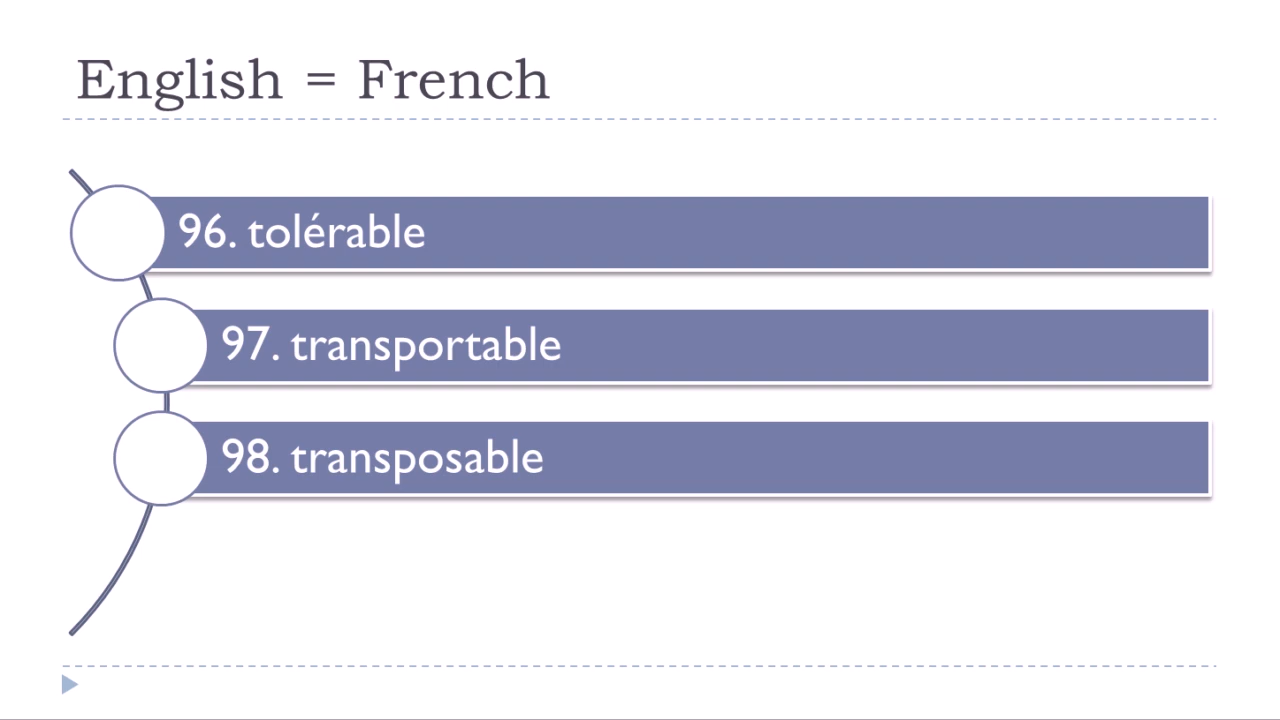 English = French
96. tolérable
97. transportable
98. transposable